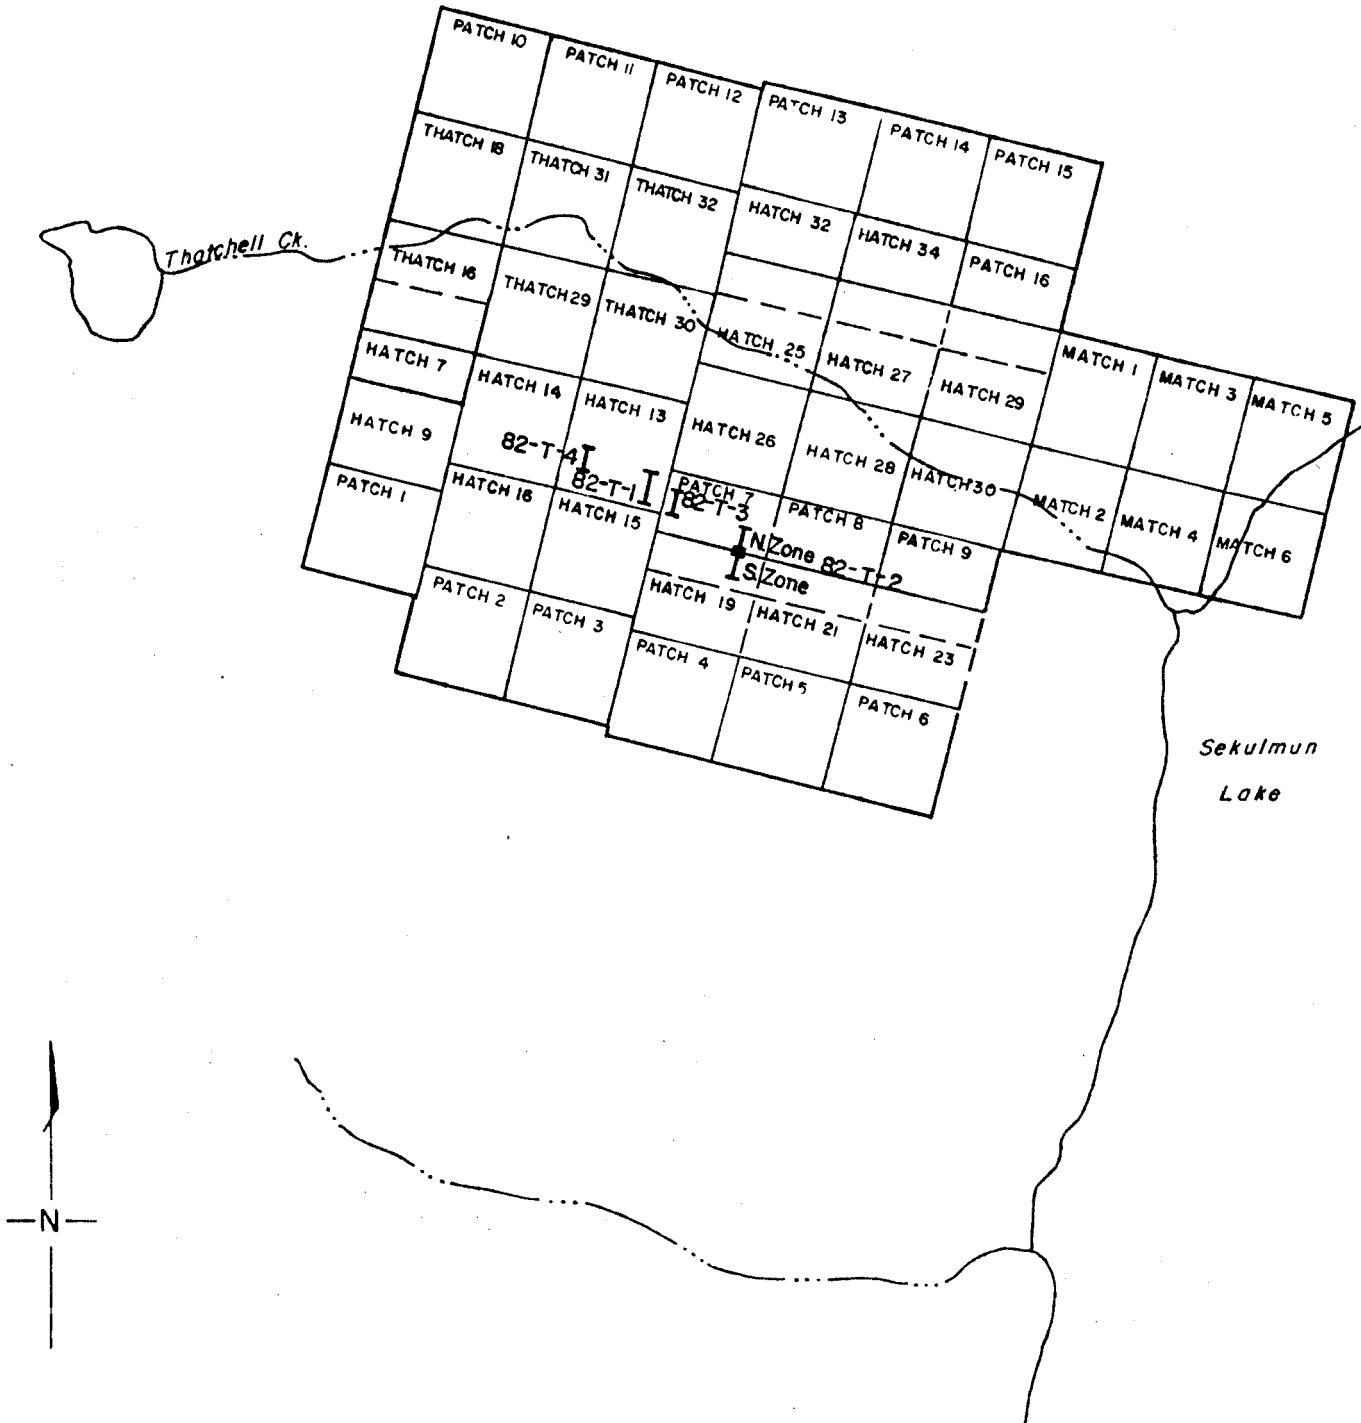 PATCH 10
PATCH 11
PATCH 12
PATCH 13
PATCH 14
PATCH 15
THATCH 18
THATCH 31
THATCH 32
HATCH 32
HATCH 34
PATCH 16
Thatchell Ck.
THATCH 16
THATCH 29
THATCH 30
HATCH 25
HATCH 27
HATCH 29
MATCH 1
MATCH 3
MATCH 5
HATCH 7
HATCH 14
HATCH 13
HATCH 26
HATCH 28
HATCH 30
MATCH 2
MATCH 4
MATCH 6
HATCH 9
82-T-4
82-T-1
82-T-3
PATCH 1
HATCH 16
HATCH 15
PATCH 7
PATCH 8
PATCH 9
N. Zone 82-T-2
S. Zone
PATCH 2
PATCH 3
HATCH 19
HATCH 21
HATCH 23
PATCH 4
PATCH 5
PATCH 6
Sekulmun
Lake
N